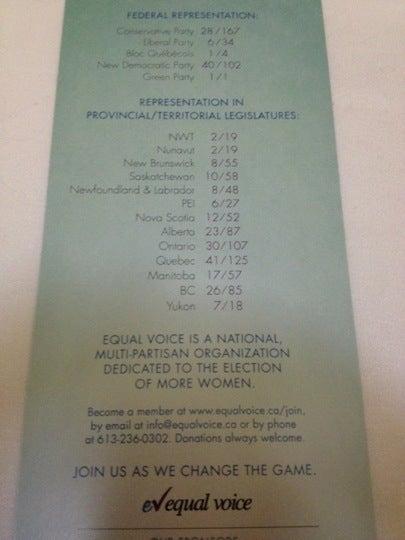 FEDERAL REPRESENTATION:
Conservative Party 28/167
Liberal Party 6/34
Bloc Québécois 1/4
New Democratic Party 40/102
Green Party 1/1
REPRESENTATION IN
PROVINCIAL/TERRITORIAL LEGISLATURES:
NWT 2/19
Nunavut 2/19
New Brunswick 8/55
Saskatchewan 10/58
Newfoundland & Labrador 8/48
PEI 6/27
Nova Scotia 12/52
Alberta 23/87
Ontario 30/107
Quebec 41/125
Manitoba 17/57
BC 26/85
Yukon 7/18
EQUAL VOICE IS A NATIONAL,
MULTI-PARTISAN ORGANIZATION
DEDICATED TO THE ELECTION
OF MORE WOMEN.
Become a member at www.equalvoice.ca/join,
by email at info@equalvoice.ca or by phone
at 613-236-0302. Donations always welcome.
JOIN US AS WE CHANGE THE GAME.
ev equal voice
OUR SPONSORS